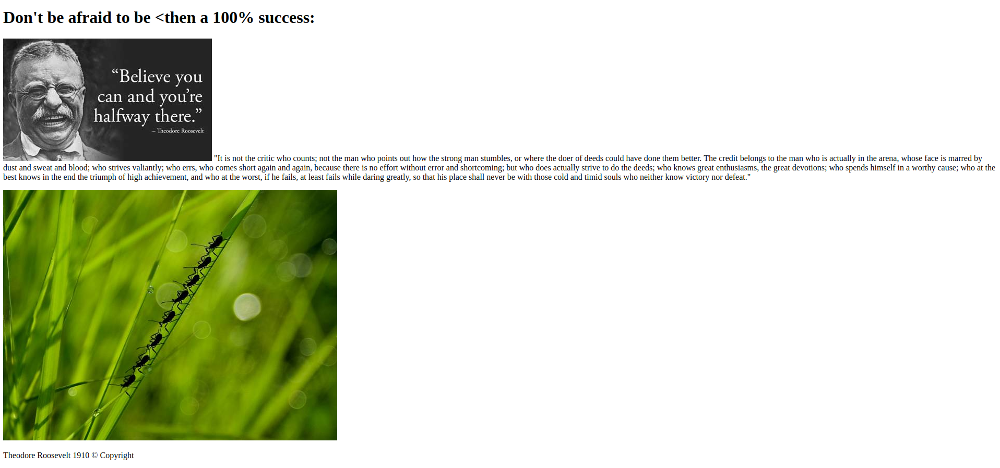 Don't be afraid to be <then a 100% success:
“Believe you
can and you’re
halfway there.”
– Theodore Roosevelt
"It is not the critic who counts; not the man who points out how the strong man stumbles, or where the doer of deeds could have done them better. The credit belongs to the man who is actually in the arena, whose face is marred by
dust and sweat and blood; who strives valiantly; who errs, who comes short again and again, because there is no effort without error and shortcoming; but who does actually strive to do the deeds; who knows great enthusiasms, the great devotions; who spends himself in a worthy cause; who at the
best knows in the end the triumph of high achievement, and who at the worst, if he fails, at least fails while daring greatly, so that his place shall never be with those cold and timid souls who neither know victory nor defeat."
Theodore Roosevelt 1910 © Copyright